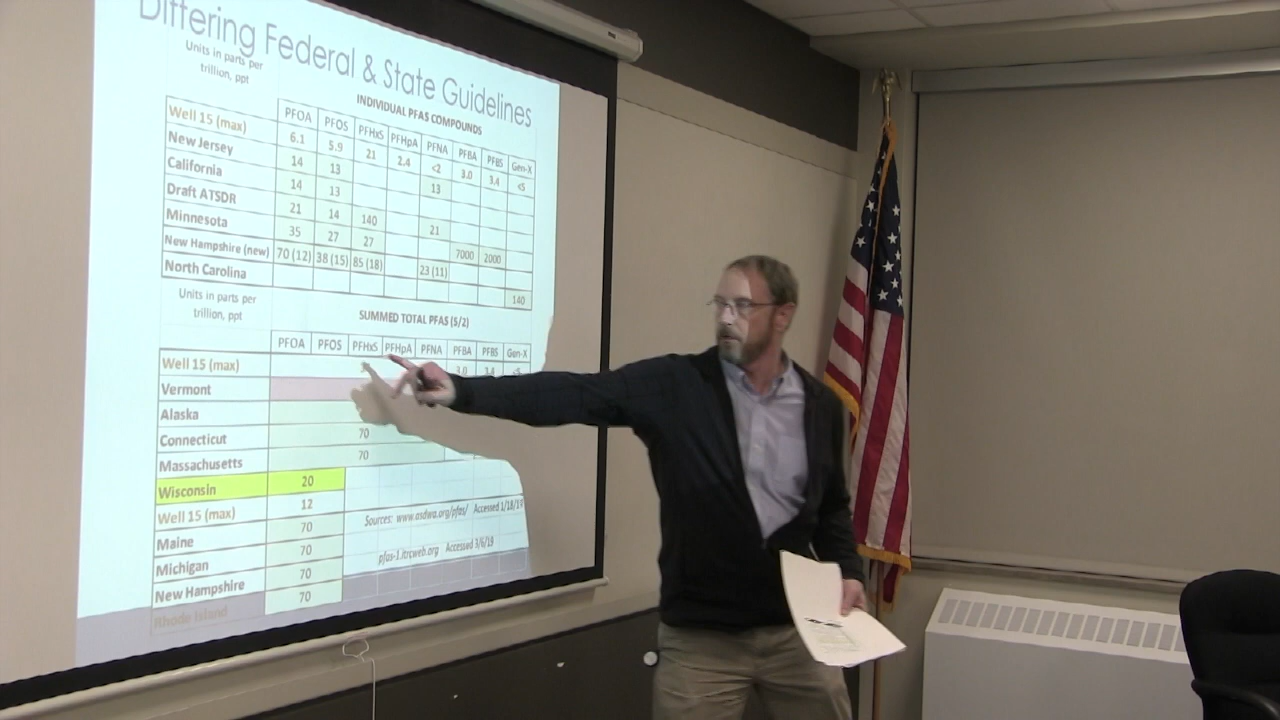 Differing Federal & State Guidelines
Units in parts per
trillion, ppt
INDIVIDUAL PFAS COMPOUNDS
PFOA PFOS PFHxS PFHpA PFNA PFBA PFBS Gen-X
Well 15 (max) 6.1 5.9 21 2.4 <2 3.0 3.4 <5
New Jersey 14 13 13
California 14 13
Draft ATSDR 21 14 140 21
Minnesota 35 27 27 7000 2000
New Hampshire (new) 70 (12) 38 (15) 85 (18) 23 (11)
North Carolina 140
Units in parts per
trillion, ppt
SUMMED TOTAL PFAS (5/2)
PFOA PFOS PFHxS PFHpA PFNA PFBA PFBS Gen-X
Well 15 (max) 3.0 3.4 <5
Vermont
Alaska 70
Connecticut 70
Massachusetts
Wisconsin 20
Well 15 (max) 12
Maine 70
Michigan 70
New Hampshire 70
Rhode Island 70
Sources: www.asdwa.org/pfas/ Accessed 1/18/19
pfas-1.itrcweb.org Accessed 3/6/19